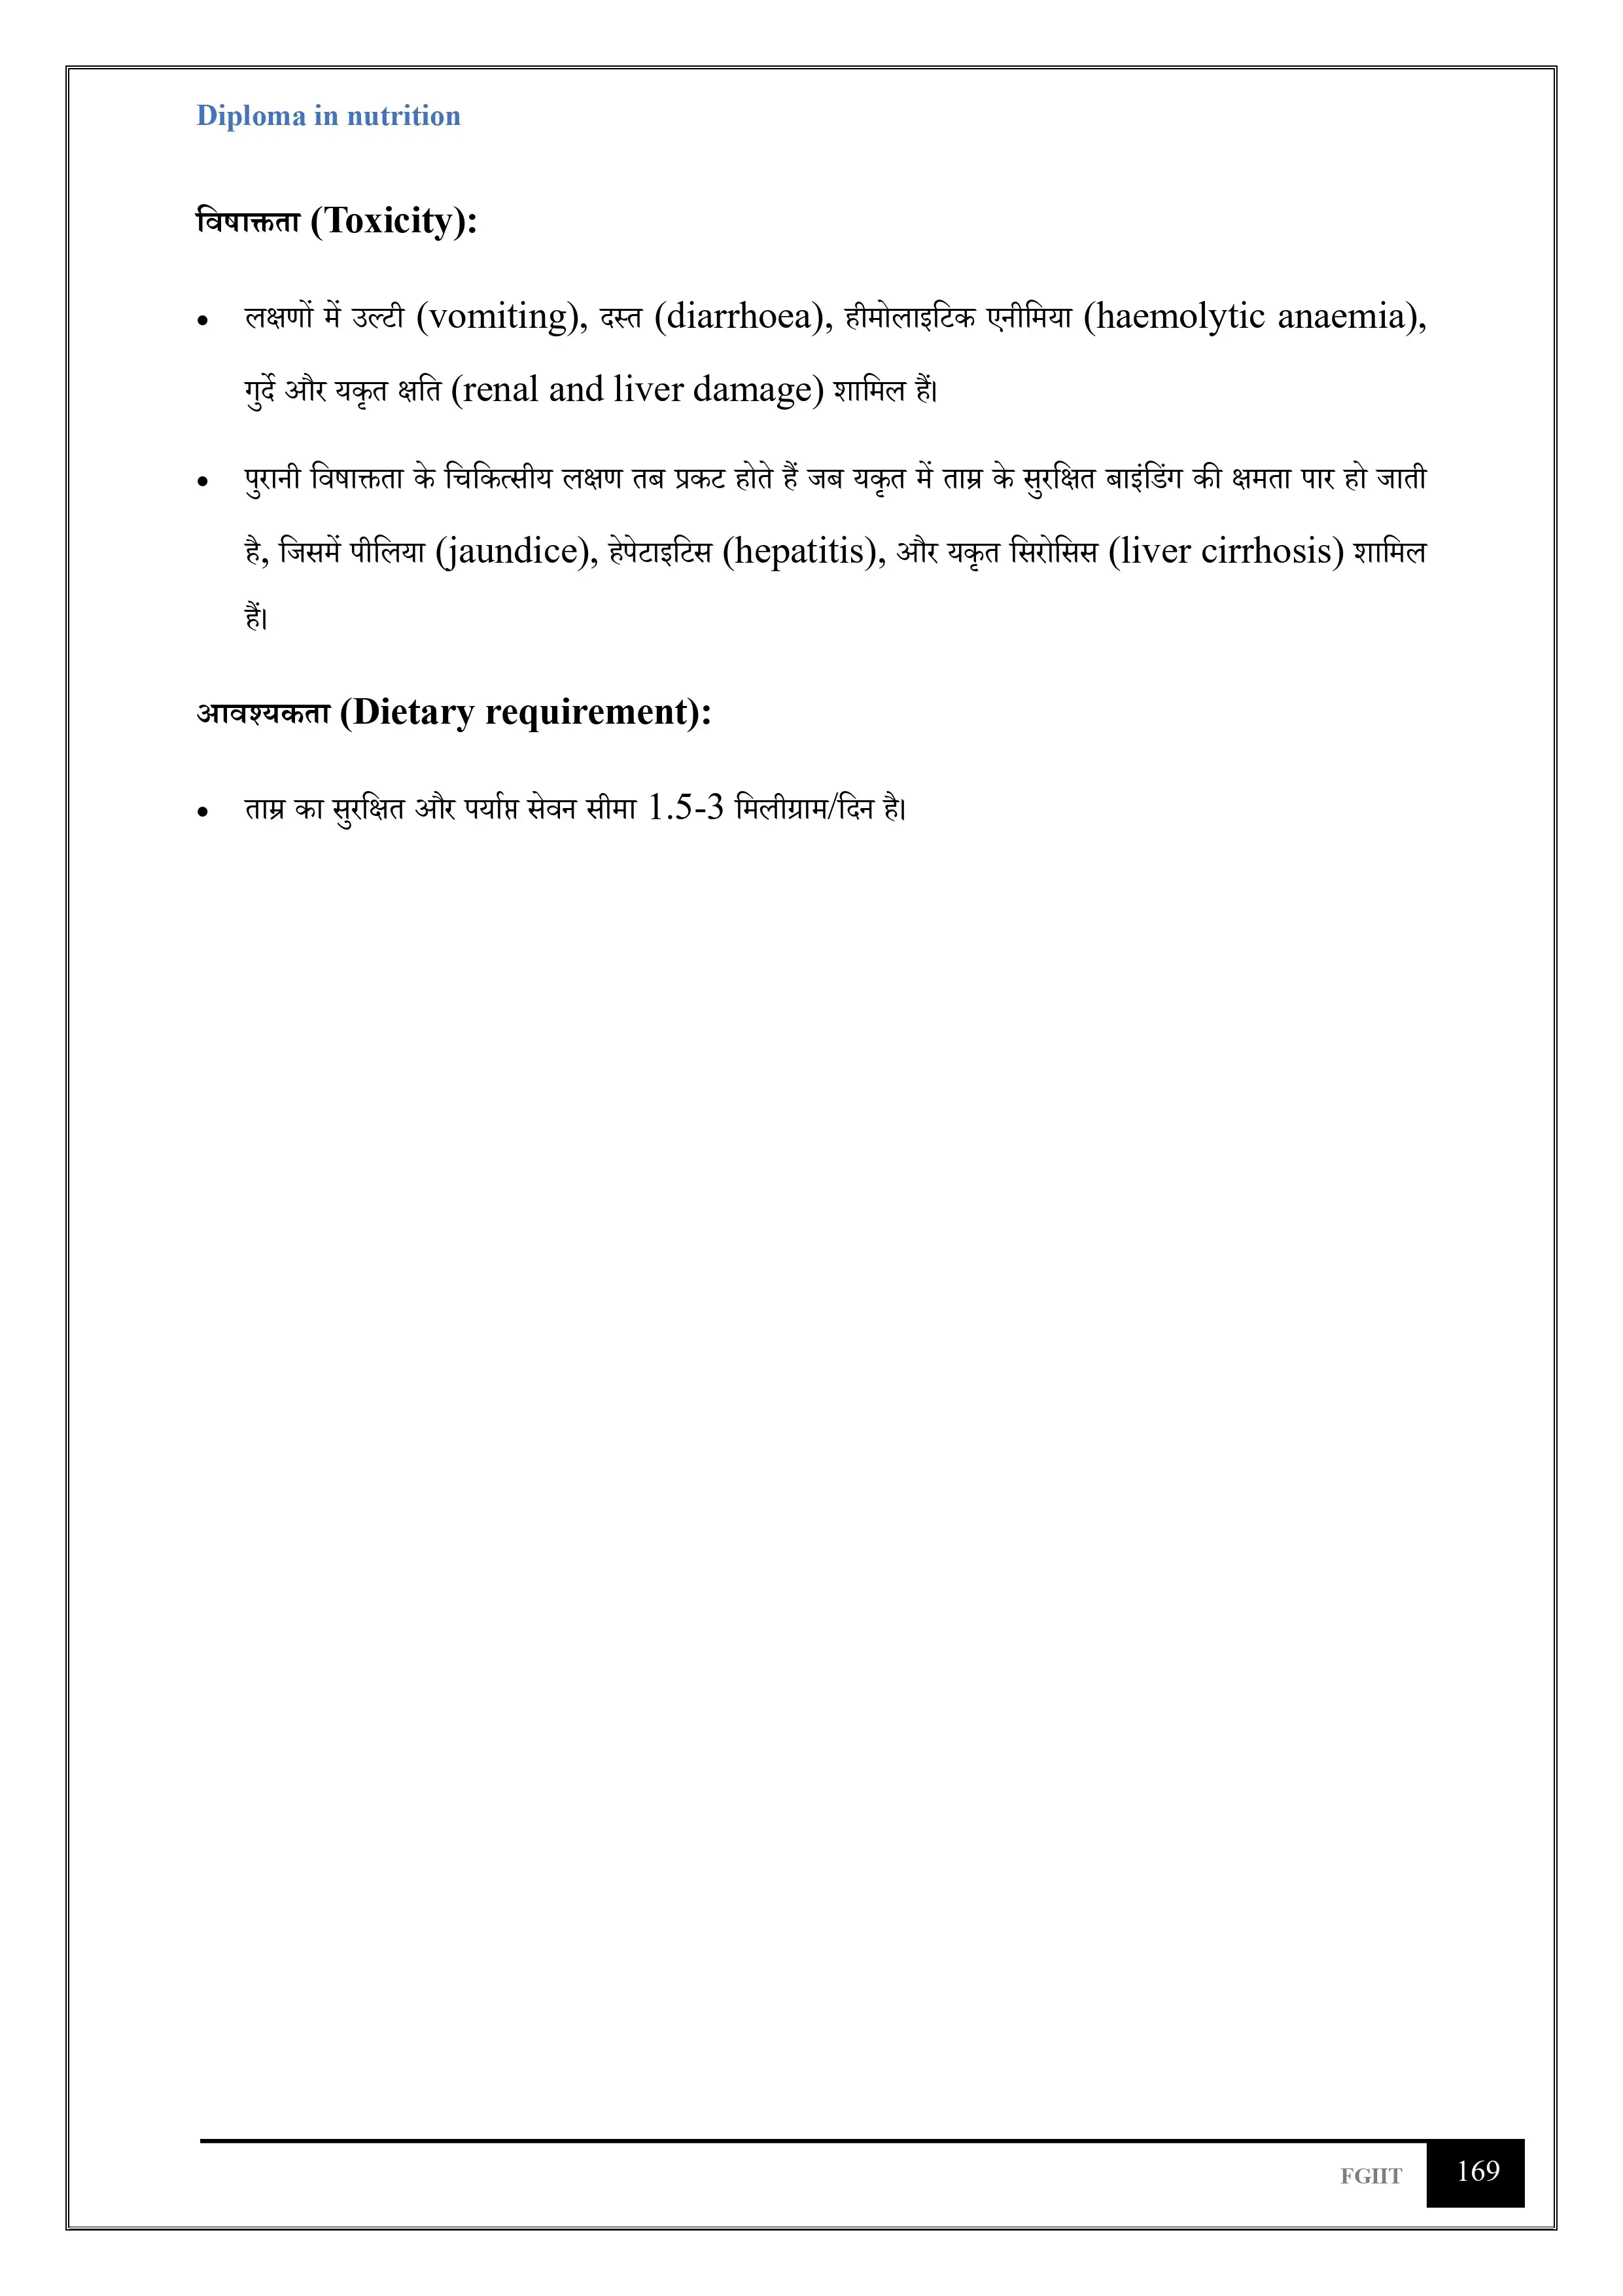 Diploma in nutrition
विषाक्तता (Toxicity):
• लक्षणों में उल्टी (vomiting), दस्त (diarrhoea), हीमोलाइटिक एनीमिया (haemolytic anaemia),
गुर्दे और यकृत क्षति (renal and liver damage) शामिल हैं।
• पुरानी विषाक्तता के चिकित्सीय लक्षण तब प्रकट होते हैं जब यकृत में ताम्र के सुरक्षित बाइंडिंग की क्षमता पार हो जाती
है, जिसमें पीलिया (jaundice), हेपेटाइटिस (hepatitis), और यकृत सिरोसिस (liver cirrhosis) शामिल
हैं।
आवश्यकता (Dietary requirement):
• ताम्र का सुरक्षित और पर्याप्त सेवन सीमा 1.5-3 मिलीग्राम/दिन है।
FGIIT 169